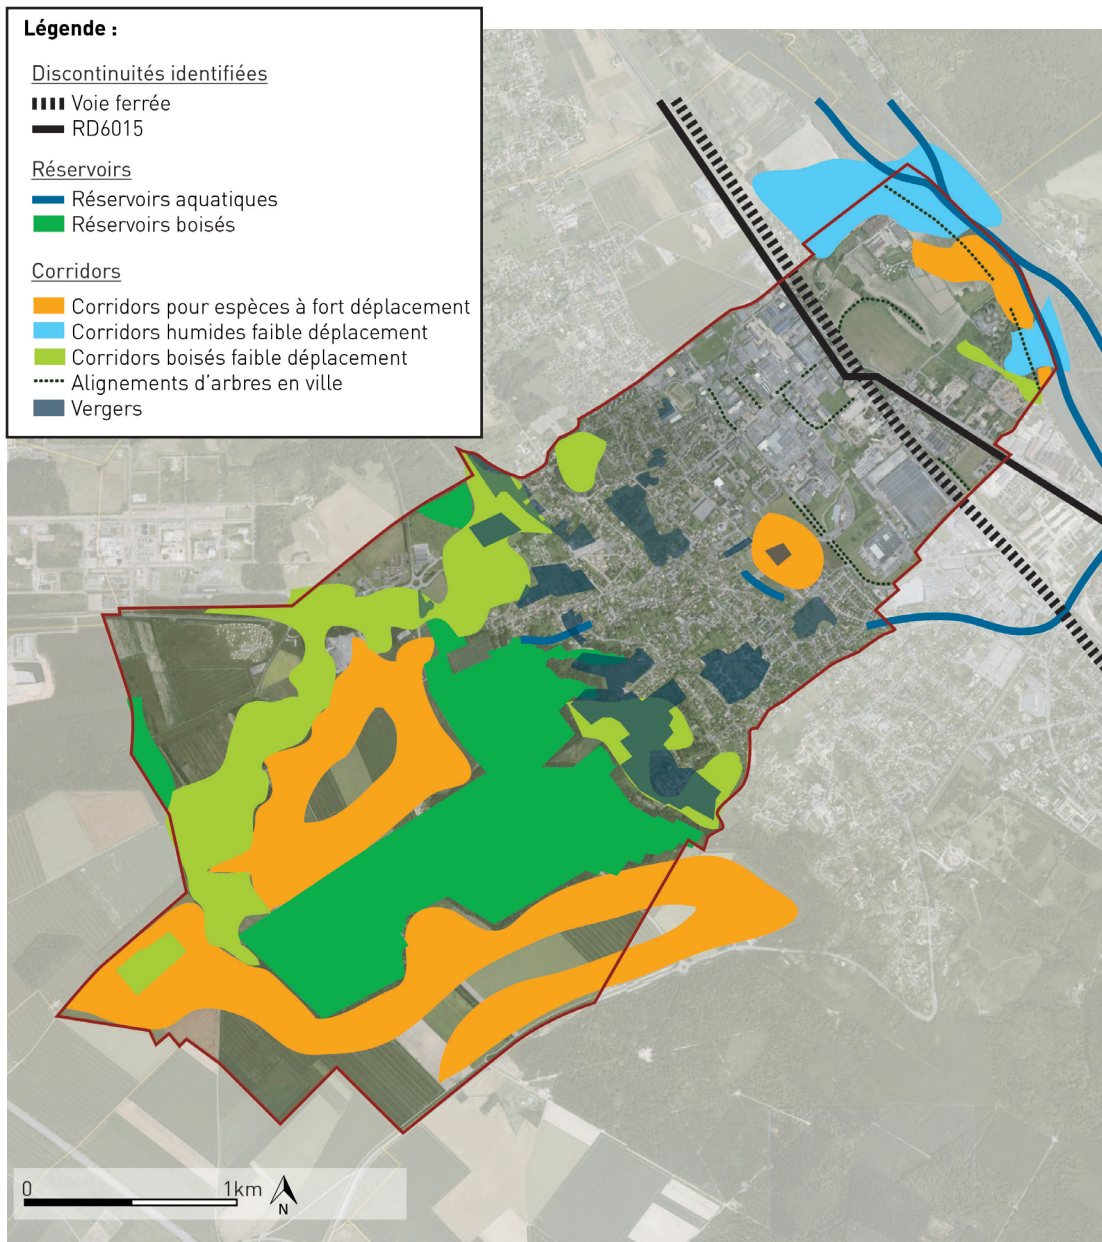 Légende :
Discontinuités identifiées
Voie ferrée
RD6015
Réservoirs
Réservoirs aquatiques
Réservoirs boisés
Corridors
Corridors pour espèces à fort déplacement
Corridors humides faible déplacement
Corridors boisés faible déplacement
Alignements d'arbres en ville
Vergers
0 1km
N